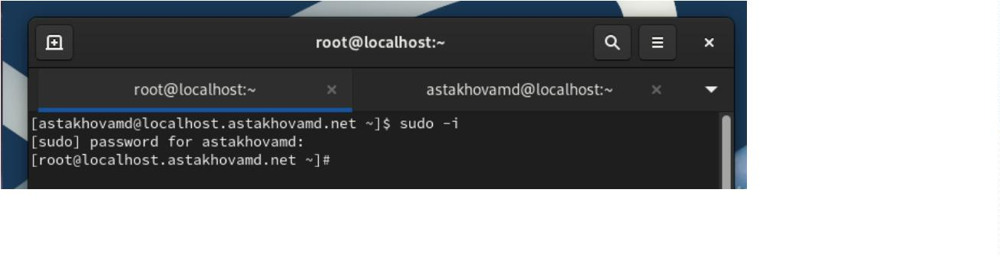 root@localhost:~
root@localhost:~
astakhovamd@localhost:~
[astakhovamd@localhost.astakhovamd.net ~]$ sudo -i
[sudo] password for astakhovamd:
[root@localhost.astakhovamd.net ~]#